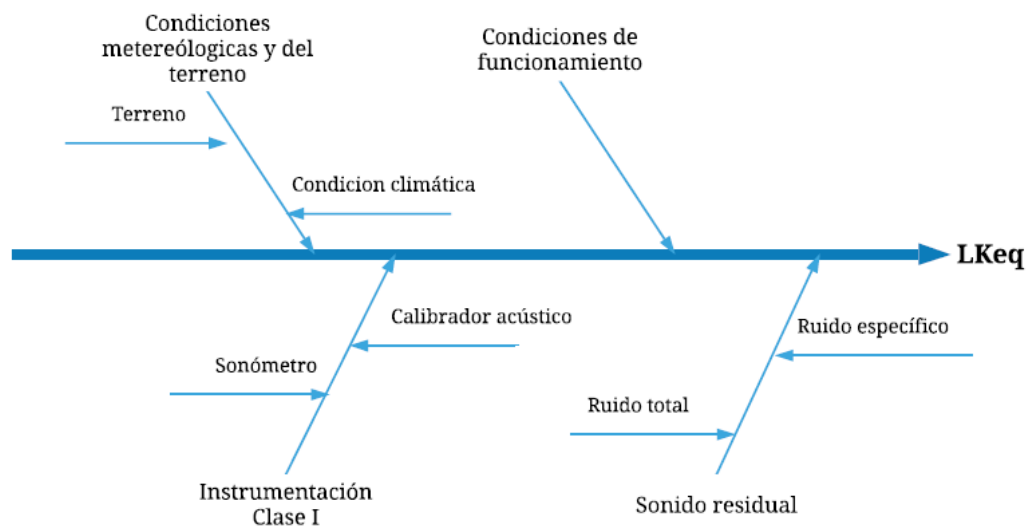 Condiciones
metereólogicas y del
terreno
Condiciones de
funcionamiento
Terreno
Condicion climática
LKeq
Calibrador acústico
Ruido específico
Sonómetro
Ruido total
Instrumentación
Clase I
Sonido residual